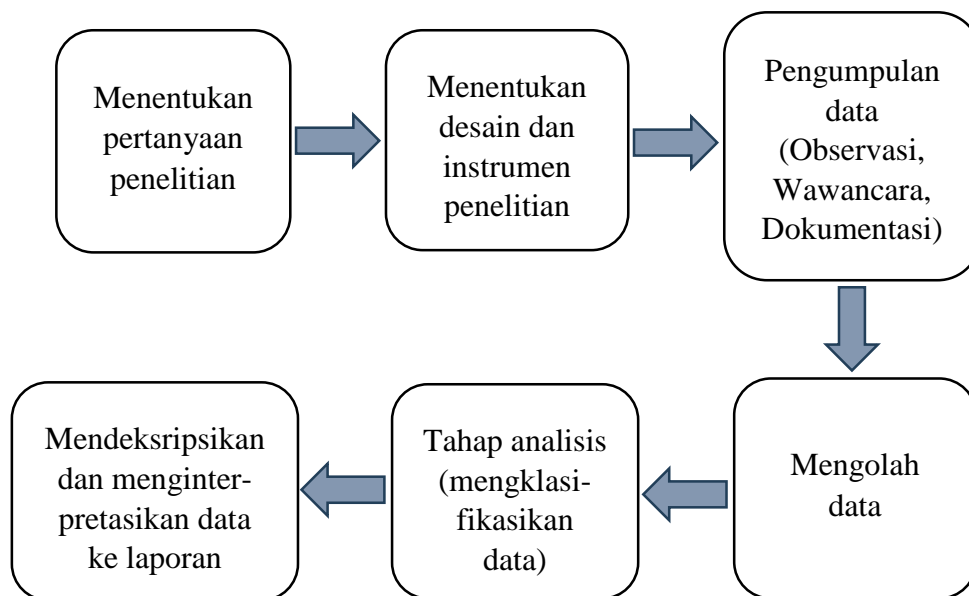 Menentukan
pertanyaan
penelitian
Menentukan
desain dan
instrumen
penelitian
Pengumpulan
data
(Observasi,
Wawancara,
Dokumentasi)
Mengolah
data
Tahap analisis
(mengklasi-
fikasikan
data)
Mendeksripsikan
dan menginter-
pretasikan data
ke laporan